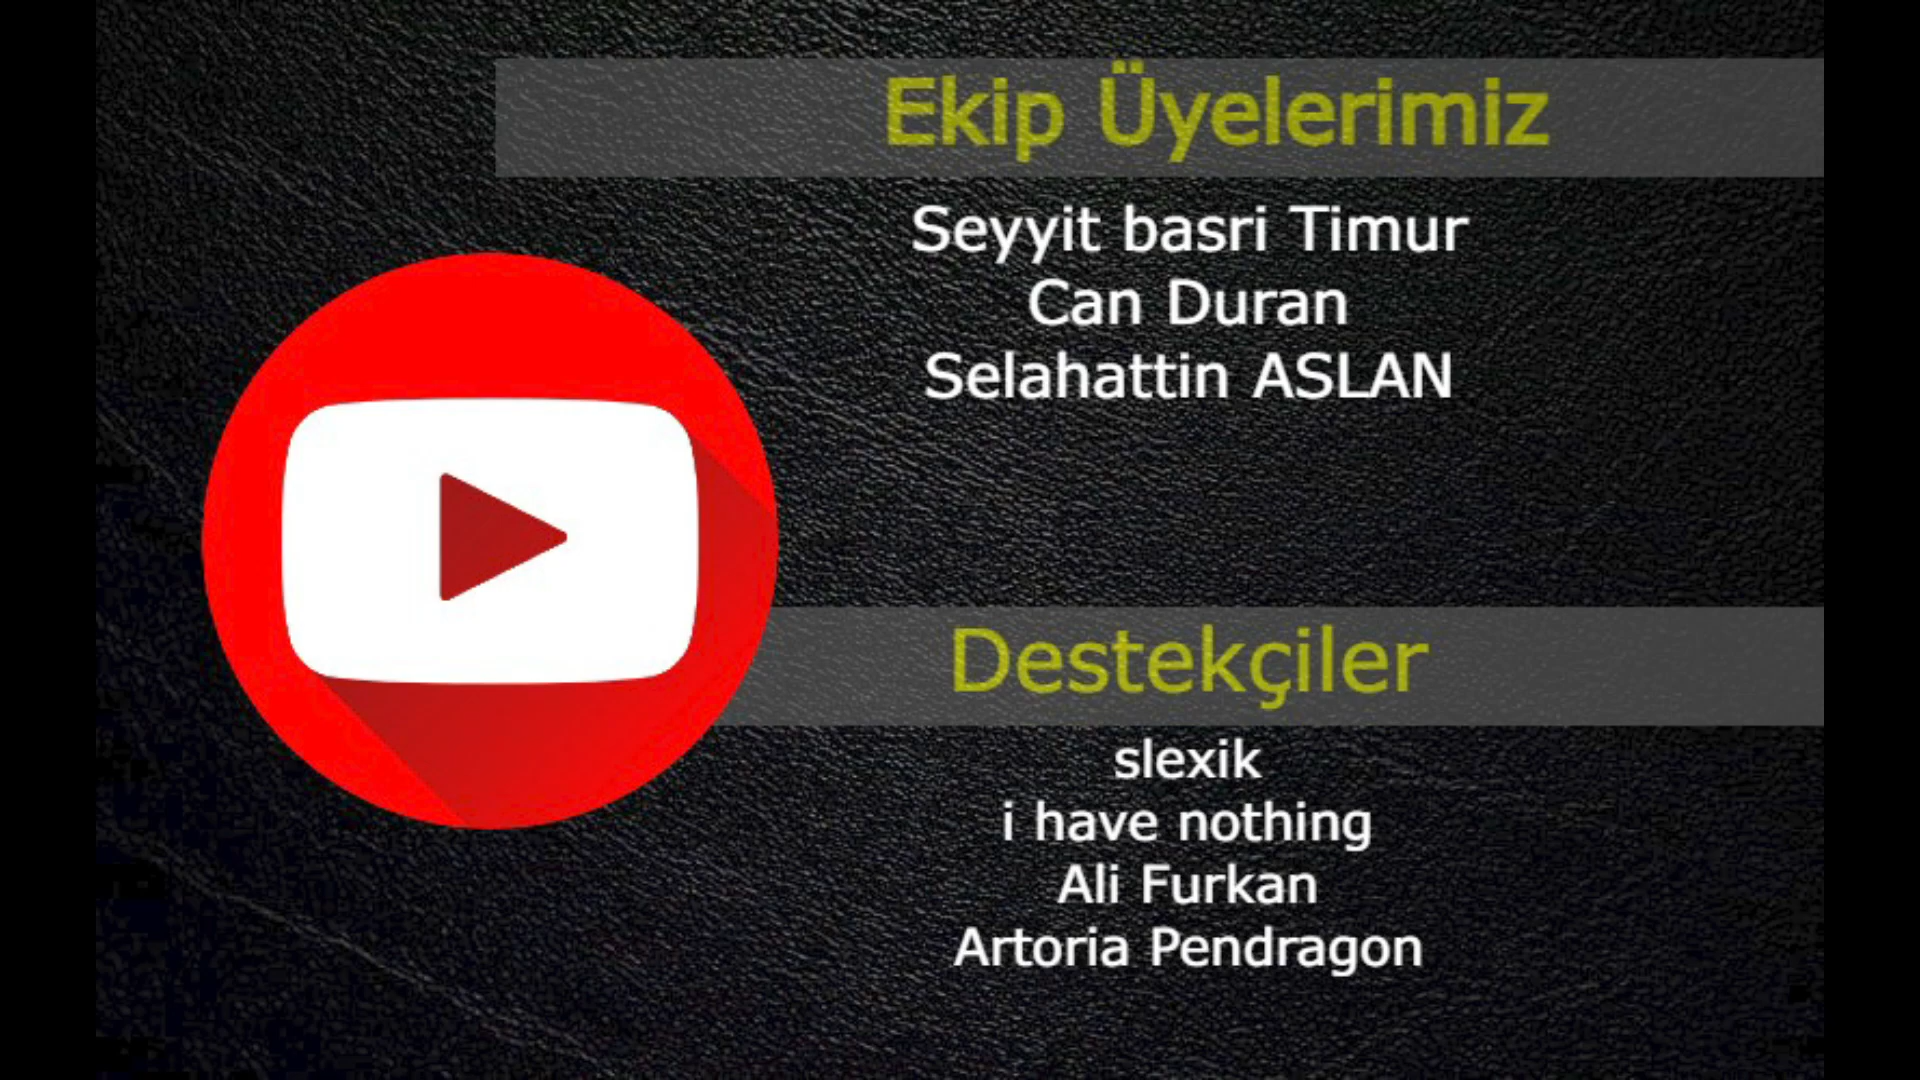 Ekip Üyelerimiz
Seyyit basri Timur
Can Duran
Selahattin ASLAN
Destekçiler
slexik
i have nothing
Ali Furkan
Artoria Pendragon